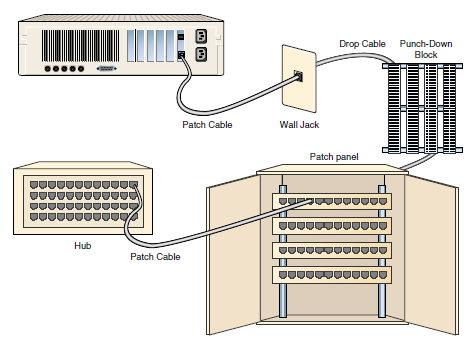 Drop Cable
Punch-Down
Block
Patch Cable
Wall Jack
Patch panel
Hub
Patch Cable